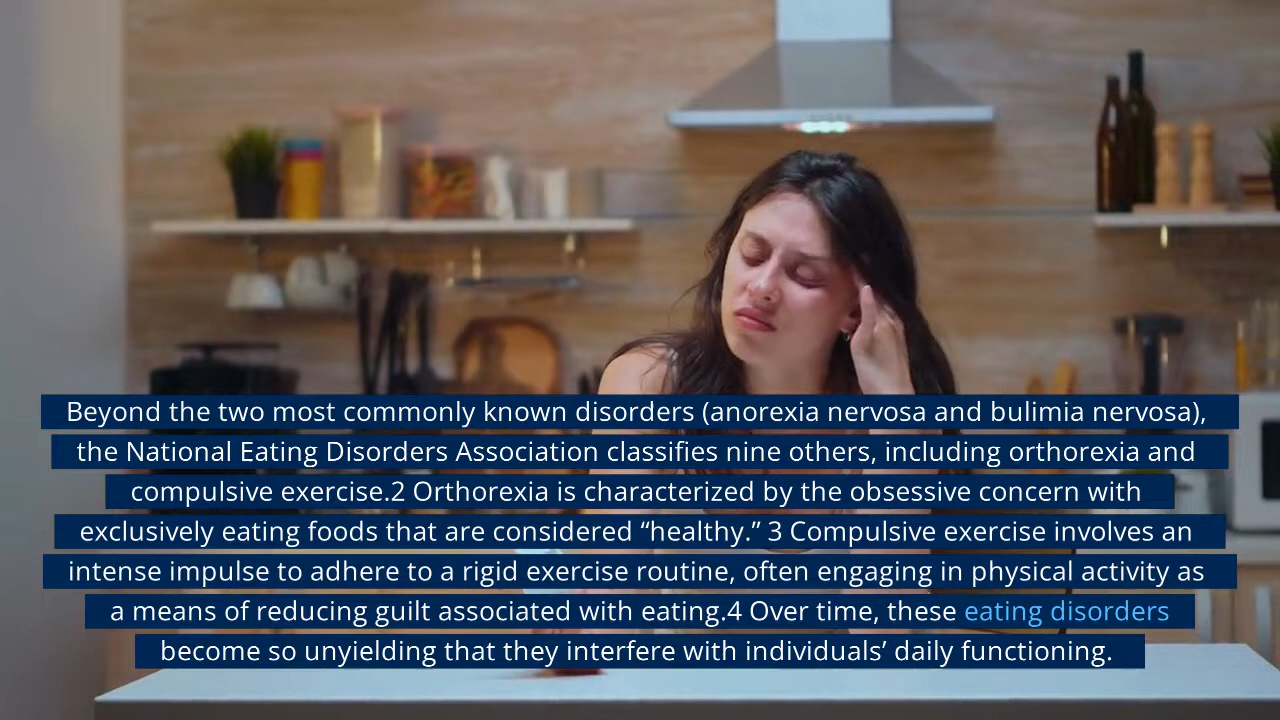 Beyond the two most commonly known disorders (anorexia nervosa and bulimia nervosa),
the National Eating Disorders Association classifies nine others, including orthorexia and
compulsive exercise.2 Orthorexia is characterized by the obsessive concern with
exclusively eating foods that are considered “healthy.” 3 Compulsive exercise involves an
intense impulse to adhere to a rigid exercise routine, often engaging in physical activity as
a means of reducing guilt associated with eating.4 Over time, these eating disorders
become so unyielding that they interfere with individuals’ daily functioning.